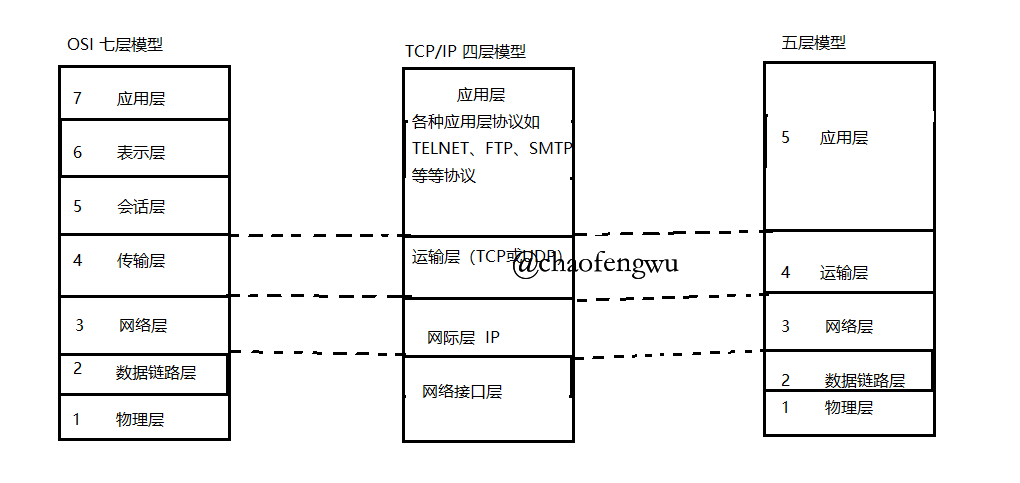 OSI 七层模型
7 应用层
6 表示层
5 会话层
4 传输层
3 网络层
2 数据链路层
1 物理层
TCP/IP 四层模型
应用层
各种应用层协议如
TELNET、FTP、SMTP
等等协议
运输层（TCP或UDP）
@chaofengwu
网际层 IP
网络接口层
五层模型
5 应用层
4 运输层
3 网络层
2 数据链路层
1 物理层